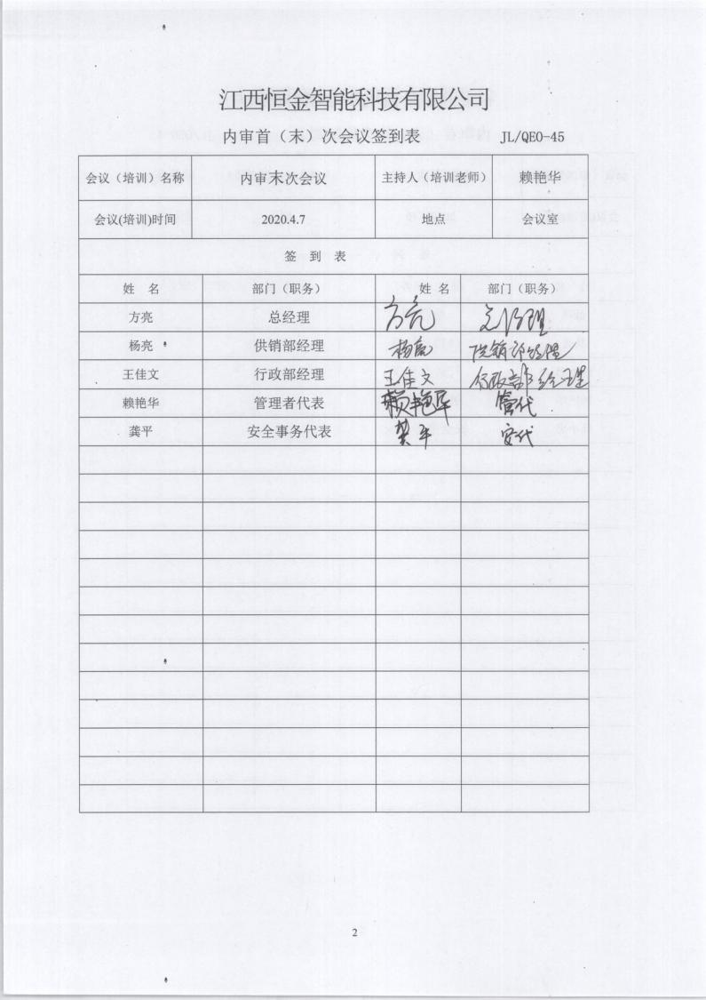 江西恒金智能科技有限公司
内审首（末）次会议签到表 JL/QEO-45
会议（培训）名称 内审末次会议 主持人（培训老师） 赖艳华
会议(培训)时间 2020.4.7 地点 会议室
签 到 表
姓 名 部门（职务） 姓 名 部门（职务）
方亮 总经理 方亮 总经理
杨亮 供销部经理 杨亮 供销部经理
王佳文 行政部经理 王佳文 行政部经理
赖艳华 管理者代表 赖艳华 管代
龚平 安全事务代表 龚平 安代
2